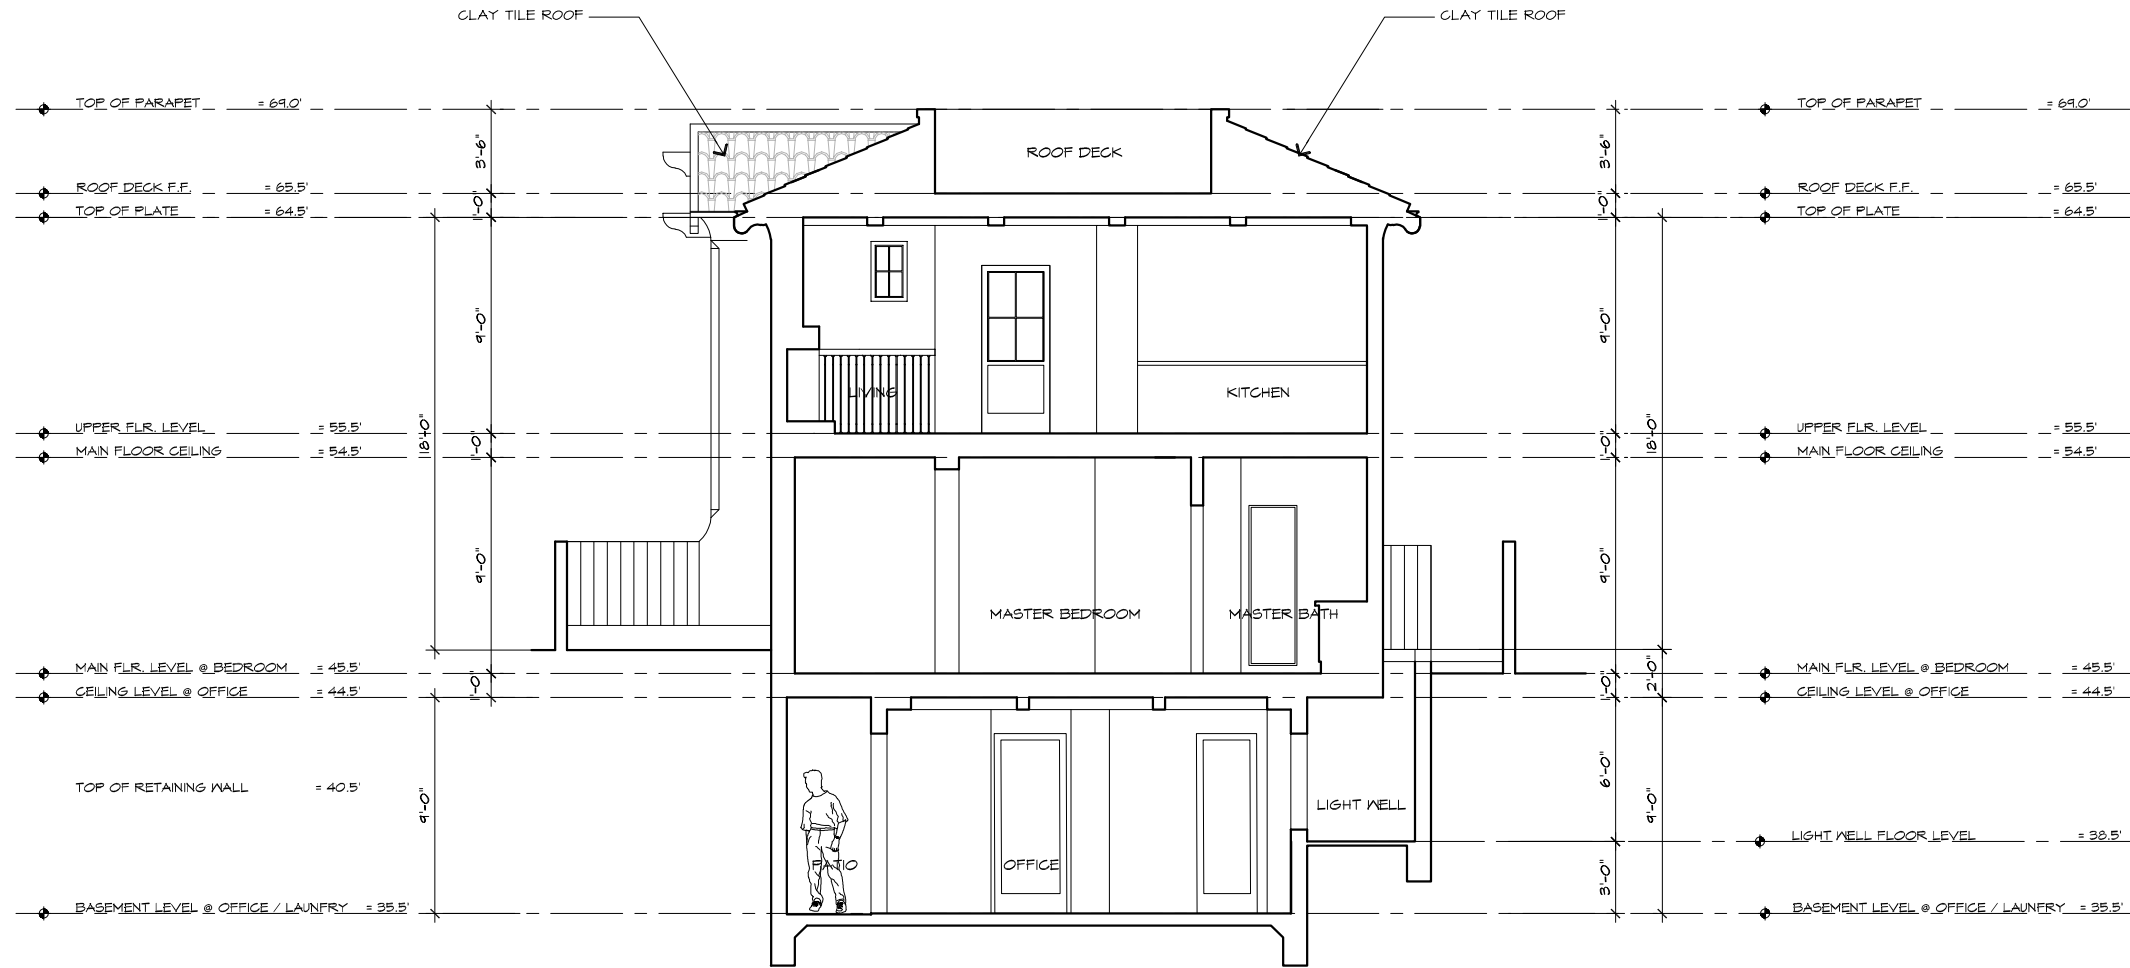 CLAY TILE ROOF
CLAY TILE ROOF
TOP OF PARAPET = 69.0'
TOP OF PARAPET = 69.0'
3'-6"
ROOF DECK
3'-6"
ROOF DECK F.F. = 65.5'
ROOF DECK F.F. = 65.5'
1'-0"
1'-0"
TOP OF PLATE = 64.5'
TOP OF PLATE = 64.5'
9'-0"
9'-0"
LIVING
KITCHEN
UPPER FLR. LEVEL = 55.5'
UPPER FLR. LEVEL = 55.5'
18'-0"
18'-0"
1'-0"
1'-0"
MAIN FLOOR CEILING = 54.5'
MAIN FLOOR CEILING = 54.5'
9'-0"
9'-0"
MASTER BEDROOM
MASTER BATH
MAIN FLR. LEVEL @ BEDROOM = 45.5'
MAIN FLR. LEVEL @ BEDROOM = 45.5'
1'-0"
1'-0"
2'-0"
CEILING LEVEL @ OFFICE = 44.5'
CEILING LEVEL @ OFFICE = 44.5'
6'-0"
TOP OF RETAINING WALL = 40.5'
9'-0"
LIGHT WELL
9'-0"
LIGHT WELL FLOOR LEVEL = 38.5'
PATIO
OFFICE
3'-0"
BASEMENT LEVEL @ OFFICE / LAUNFRY = 35.5'
BASEMENT LEVEL @ OFFICE / LAUNFRY = 35.5'